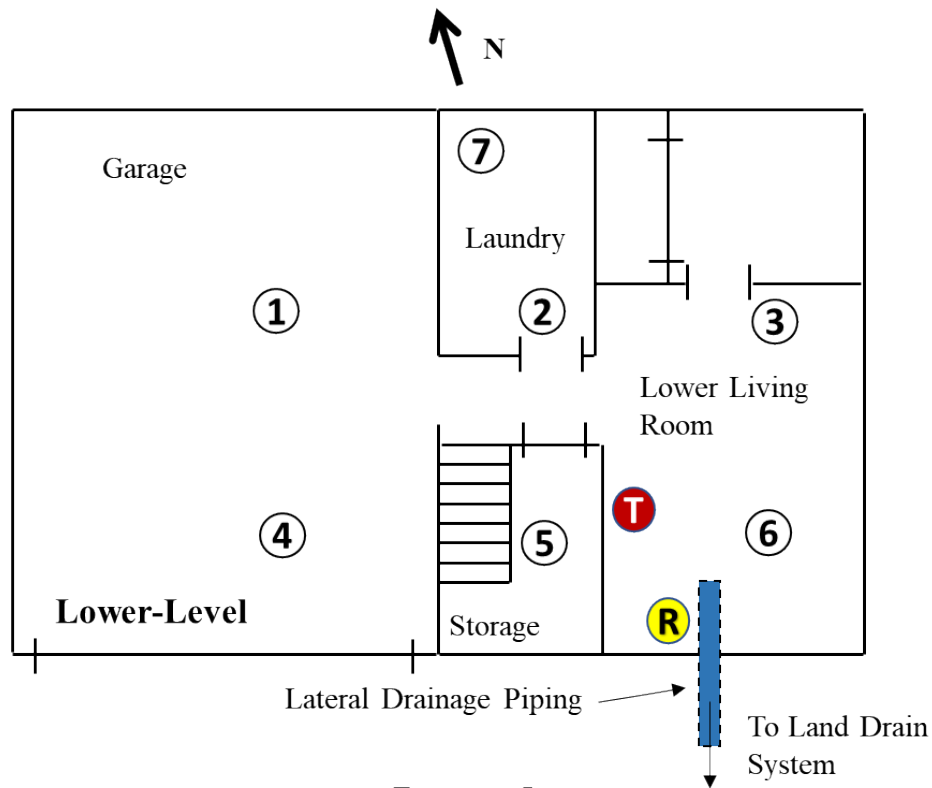 N
Garage
7
Laundry
1
2
3
Lower Living
Room
T
4
5
6
Lower-Level
R
Storage
Lateral Drainage Piping
To Land Drain
System